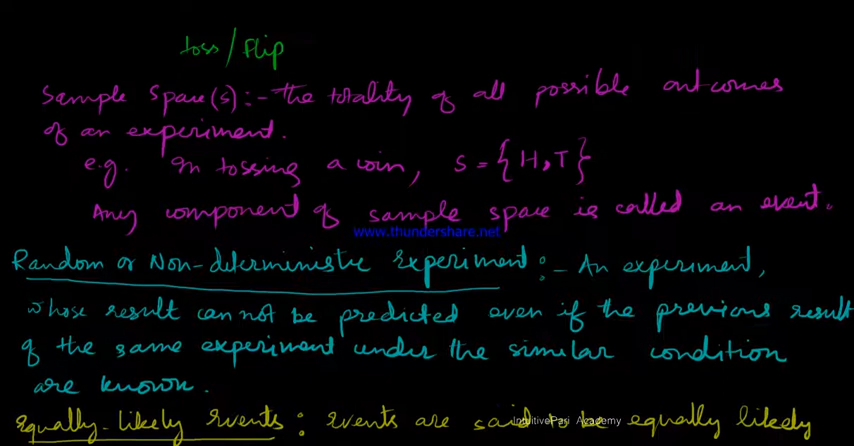 toss/Flip
Sample Space(s):- The totality of all possible outcomes
of an experiment.
e.g. In tossing a coin, S = {H,T}
Any component of sample space is called an event.
www.thundershare.net
Random or Non-deterministic experiment:- An experiment,
whose result can not be predicted even if the previous result
of the same experiment under the similar condition
are known.
Equally-likely Events: Events are said to be equally likely
IntuitivePari Academy